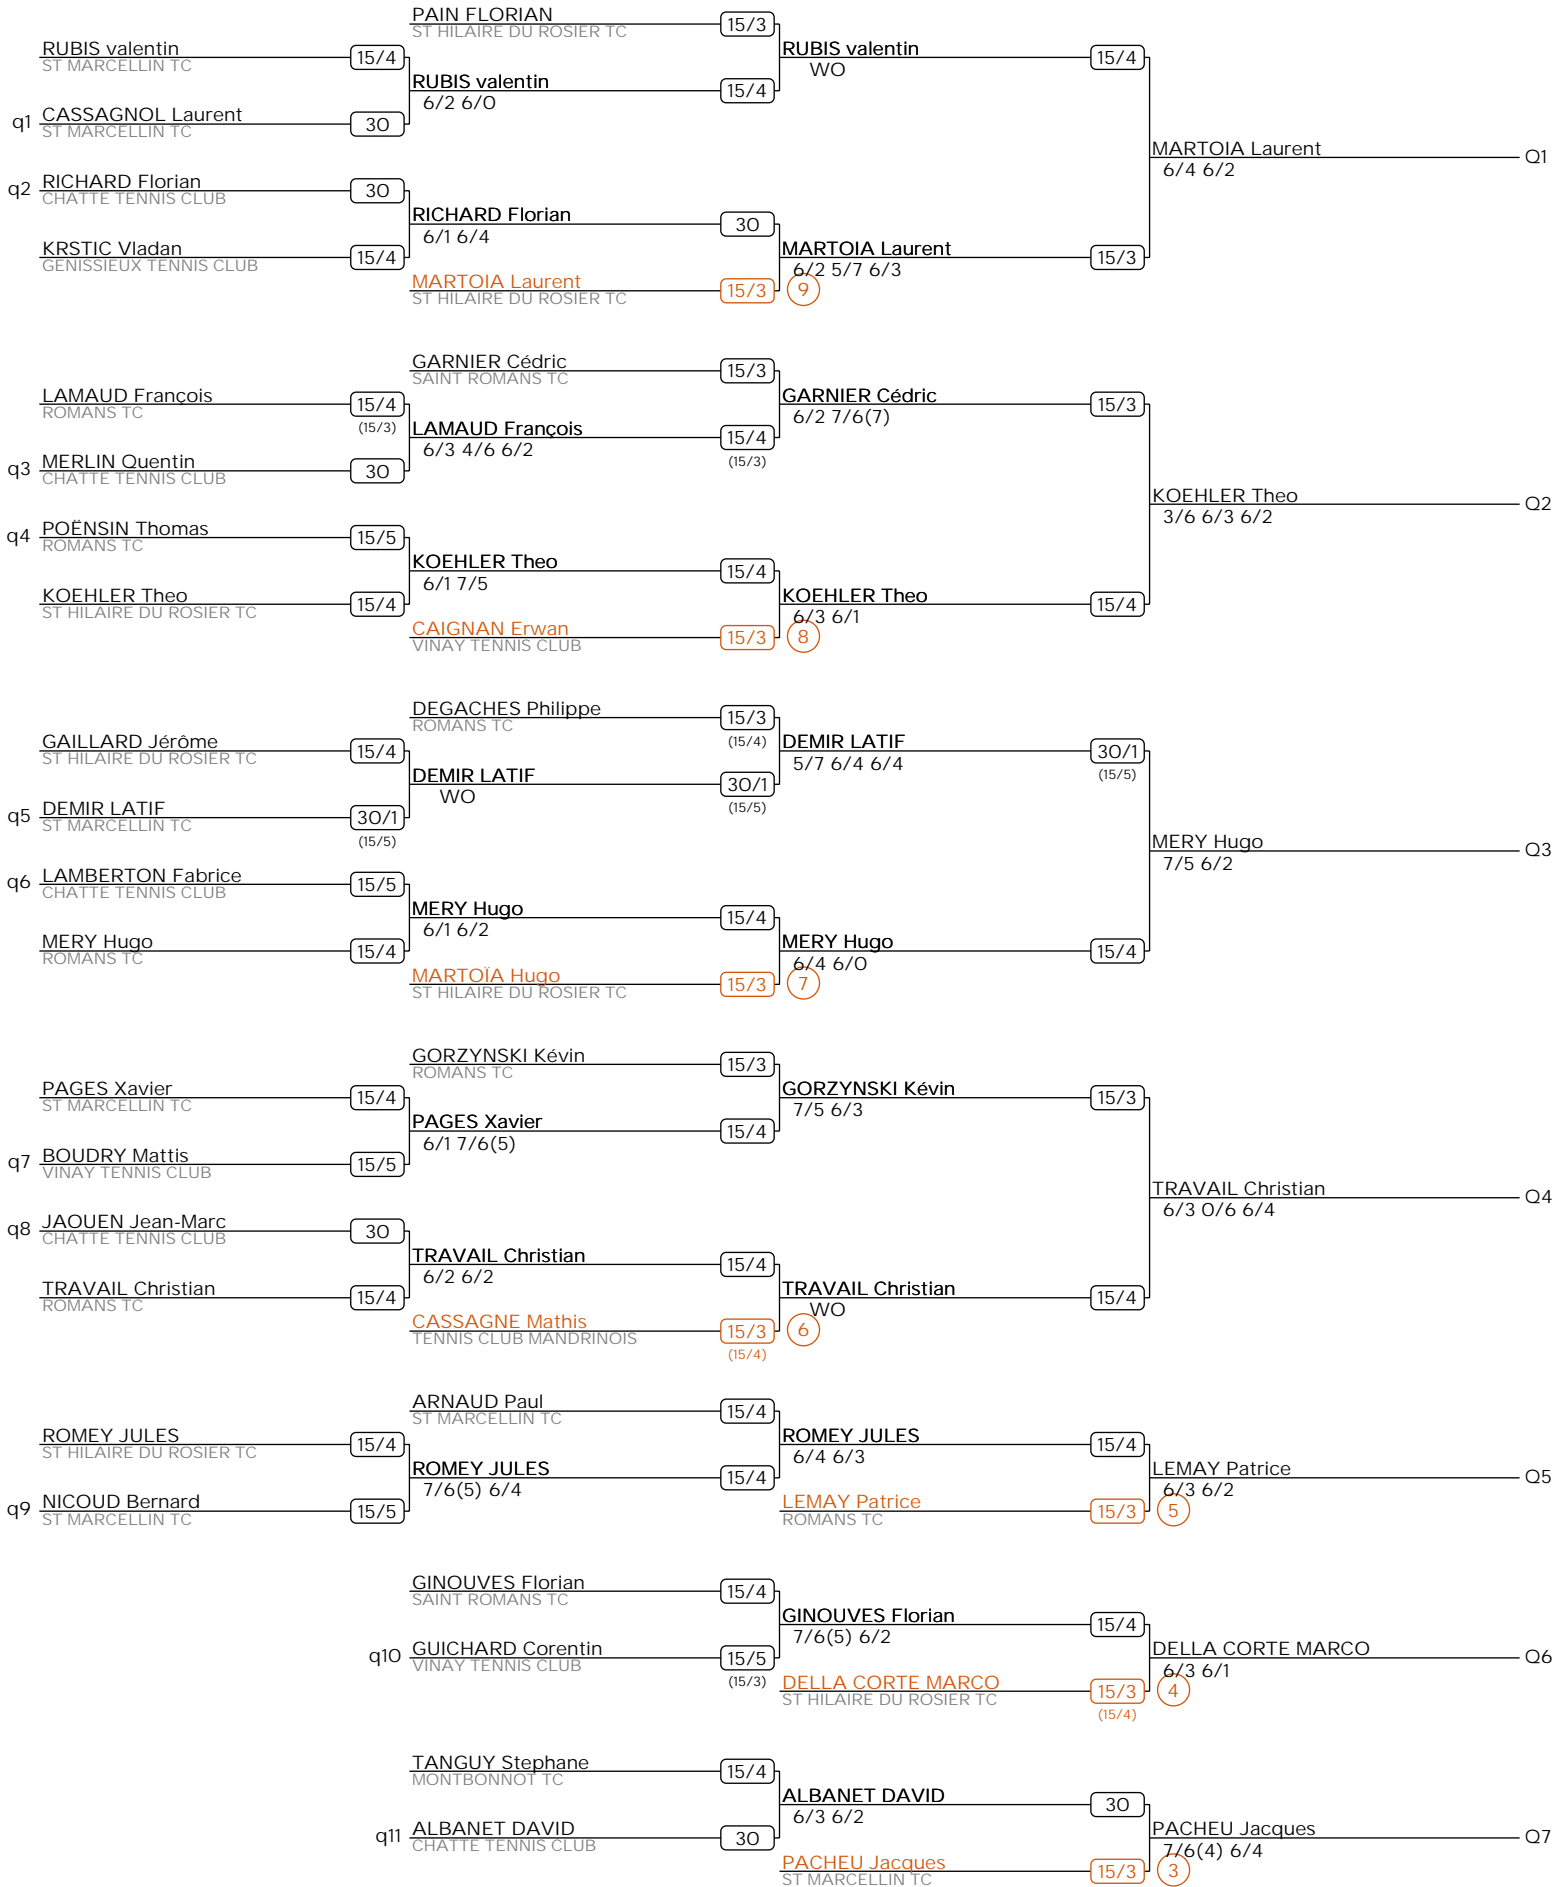 PAIN FLORIAN
ST HILAIRE DU ROSIER TC
15/3
RUBIS valentin
ST MARCELLIN TC
15/4
RUBIS valentin
WO
15/4
RUBIS valentin
6/2 6/0
15/4
q1 CASSAGNOL Laurent
ST MARCELLIN TC
30
MARTOIA Laurent
6/4 6/2
Q1
q2 RICHARD Florian
CHATTE TENNIS CLUB
30
RICHARD Florian
6/1 6/4
30
KRSTIC Vladan
GENISSIEUX TENNIS CLUB
15/4
MARTOIA Laurent
6/2 5/7 6/3
15/3
MARTOIA Laurent
ST HILAIRE DU ROSIER TC
15/3
9
GARNIER Cédric
SAINT ROMANS TC
15/3
LAMAUD François
ROMANS TC
15/4
(15/3)
GARNIER Cédric
6/2 7/6(7)
15/3
LAMAUD François
6/3 4/6 6/2
15/4
(15/3)
q3 MERLIN Quentin
CHATTE TENNIS CLUB
30
KOEHLER Theo
3/6 6/3 6/2
Q2
q4 POËNSIN Thomas
ROMANS TC
15/5
KOEHLER Theo
6/1 7/5
15/4
KOEHLER Theo
ST HILAIRE DU ROSIER TC
15/4
KOEHLER Theo
6/3 6/1
15/4
CAIGNAN Erwan
VINAY TENNIS CLUB
15/3
8
DEGACHES Philippe
ROMANS TC
15/3
(15/4)
GAILLARD Jérôme
ST HILAIRE DU ROSIER TC
15/4
DEMIR LATIF
5/7 6/4 6/4
30/1
(15/5)
DEMIR LATIF
WO
30/1
(15/5)
q5 DEMIR LATIF
ST MARCELLIN TC
30/1
(15/5)
MERY Hugo
7/5 6/2
Q3
q6 LAMBERTON Fabrice
CHATTE TENNIS CLUB
15/5
MERY Hugo
6/1 6/2
15/4
MERY Hugo
ROMANS TC
15/4
MERY Hugo
6/4 6/0
15/4
MARTOÏA Hugo
ST HILAIRE DU ROSIER TC
15/3
7
GORZYNSKI Kévin
ROMANS TC
15/3
PAGES Xavier
ST MARCELLIN TC
15/4
GORZYNSKI Kévin
7/5 6/3
15/3
PAGES Xavier
6/1 7/6(5)
15/4
q7 BOUDRY Mattis
VINAY TENNIS CLUB
15/5
TRAVAIL Christian
6/3 0/6 6/4
Q4
q8 JAOUEN Jean-Marc
CHATTE TENNIS CLUB
30
TRAVAIL Christian
6/2 6/2
15/4
TRAVAIL Christian
ROMANS TC
15/4
TRAVAIL Christian
WO
15/4
CASSAGNE Mathis
TENNIS CLUB MANDRINOIS
15/3
(15/4)
6
ARNAUD Paul
ST MARCELLIN TC
15/4
ROMEY JULES
ST HILAIRE DU ROSIER TC
15/4
ROMEY JULES
6/4 6/3
15/4
ROMEY JULES
7/6(5) 6/4
15/4
LEMAY Patrice
6/3 6/2
Q5
q9 NICOUD Bernard
ST MARCELLIN TC
15/5
LEMAY Patrice
ROMANS TC
15/3
5
GINOUVES Florian
SAINT ROMANS TC
15/4
GINOUVES Florian
7/6(5) 6/2
15/4
q10 GUICHARD Corentin
VINAY TENNIS CLUB
15/5
(15/3)
DELLA CORTE MARCO
6/3 6/1
Q6
DELLA CORTE MARCO
ST HILAIRE DU ROSIER TC
15/3
(15/4)
4
TANGUY Stephane
MONTBONNOT TC
15/4
ALBANET DAVID
6/3 6/2
30
q11 ALBANET DAVID
CHATTE TENNIS CLUB
30
PACHEU Jacques
7/6(4) 6/4
Q7
PACHEU Jacques
ST MARCELLIN TC
15/3
3